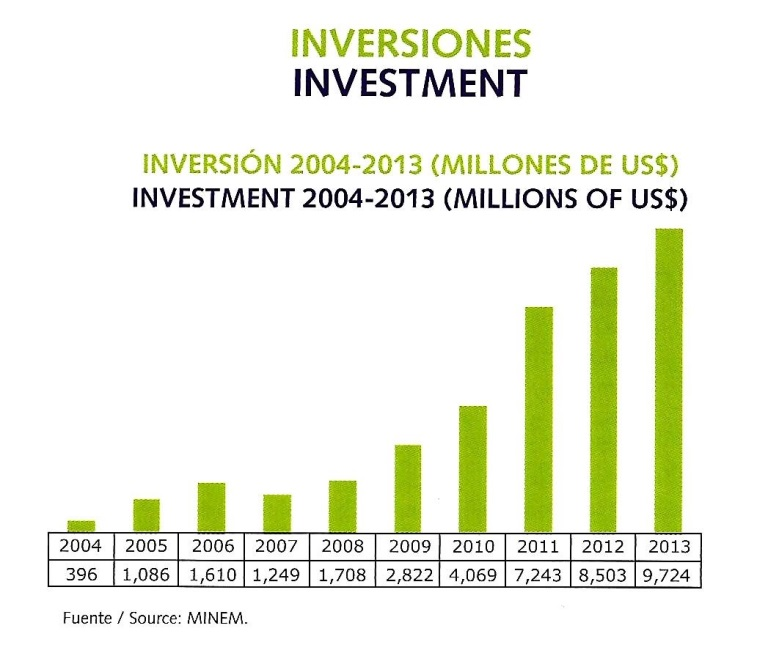 INVERSIONES
INVESTMENT
INVERSIÓN 2004-2013 (MILLONES DE US$)
INVESTMENT 2004-2013 (MILLIONS OF US$)
2004 2005 2006 2007 2008 2009 2010 2011 2012 2013
396 1,086 1,610 1,249 1,708 2,822 4,069 7,243 8,503 9,724
Fuente / Source: MINEM.